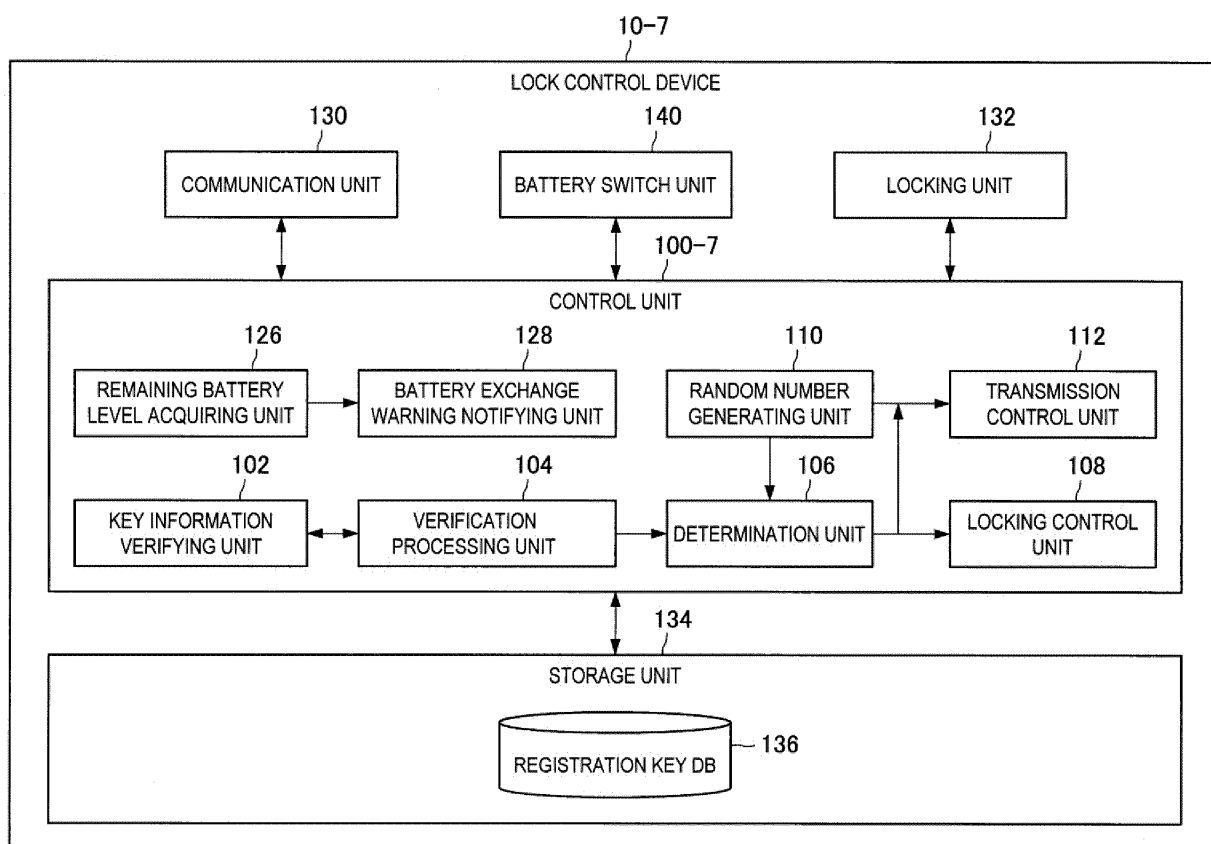 10-7
LOCK CONTROL DEVICE
130
140
132
COMMUNICATION UNIT
BATTERY SWITCH UNIT
LOCKING UNIT
100-7
CONTROL UNIT
126
128
110
112
REMAINING BATTERY
LEVEL ACQUIRING UNIT
BATTERY EXCHANGE
WARNING NOTIFYING UNIT
RANDOM NUMBER
GENERATING UNIT
TRANSMISSION
CONTROL UNIT
102
104
106
108
KEY INFORMATION
VERIFYING UNIT
VERIFICATION
PROCESSING UNIT
DETERMINATION UNIT
LOCKING CONTROL
UNIT
134
STORAGE UNIT
136
REGISTRATION KEY DB